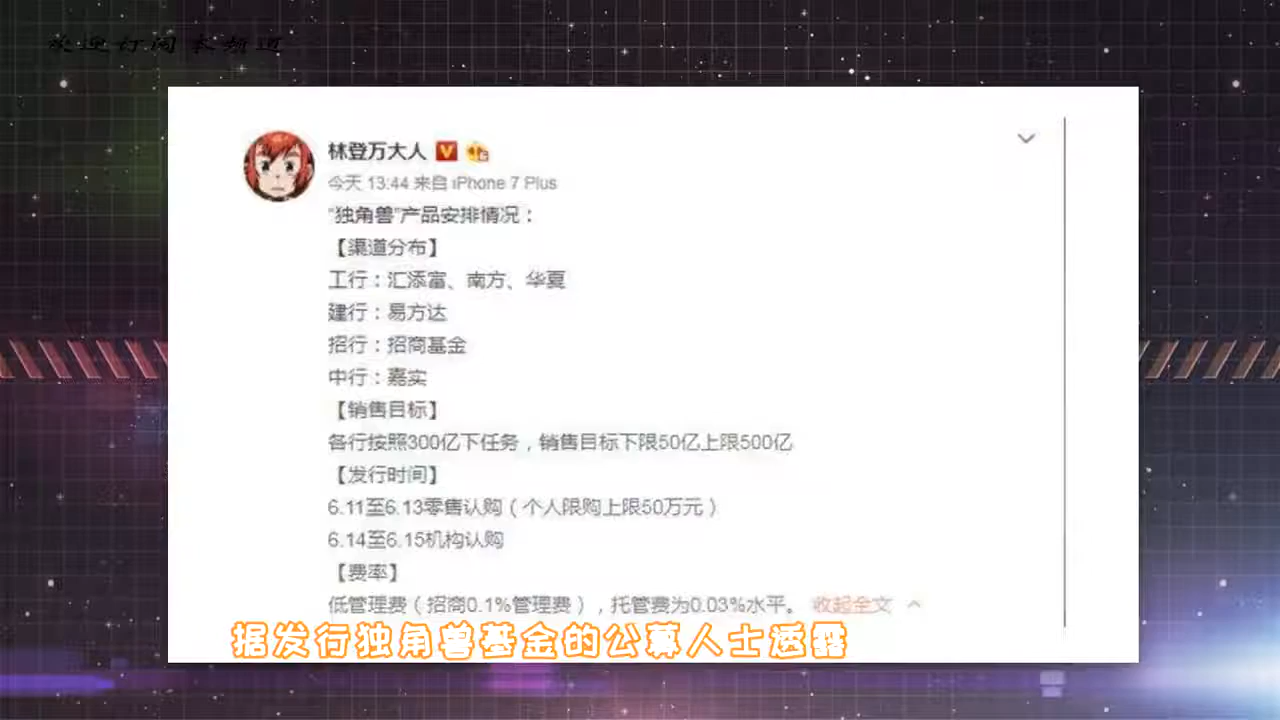 欢迎订阅本频道
林登万大人
今天 13:44 来自 iPhone 7 Plus
“独角兽”产品安排情况：
【渠道分布】
工行：汇添富、南方、华夏
建行：易方达
招行：招商基金
中行：嘉实
【销售目标】
各行按照300亿下任务，销售目标下限50亿上限500亿
【发行时间】
6.11至6.13零售认购（个人限购上限50万元）
6.14至6.15机构认购
【费率】
低管理费（招商0.1%管理费），托管费为0.03%水平。 收起全文
据发行独角兽基金的公募人士透露